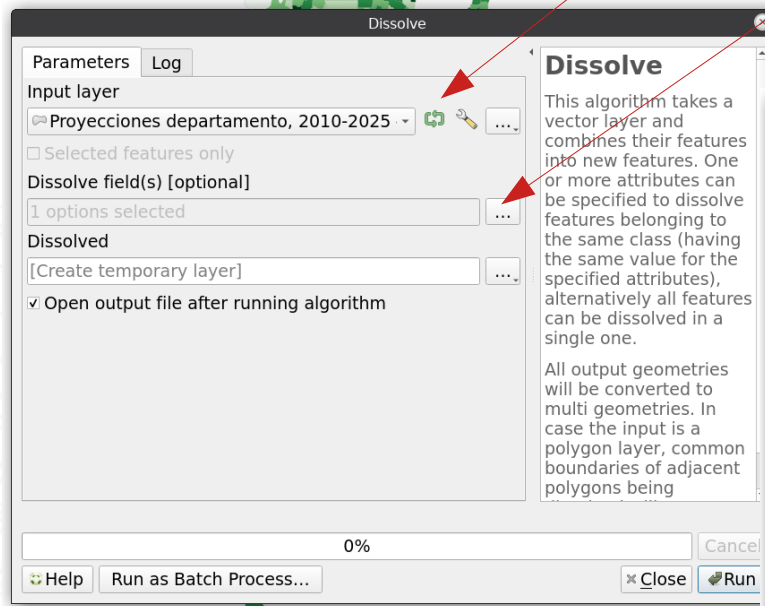 Dissolve
Parameters
Log
Input layer
Proyecciones departamento, 2010-2025
...
Selected features only
Dissolve field(s) [optional]
1 options selected
...
Dissolved
[Create temporary layer]
...
Open output file after running algorithm
Dissolve
This algorithm takes a
vector layer and
combines their features
into new features. One
or more attributes can
be specified to dissolve
features belonging to
the same class (having
the same value for the
specified attributes),
alternatively all features
can be dissolved in a
single one.
All output geometries
will be converted to
multi geometries. In
case the input is a
polygon layer, common
boundaries of adjacent
polygons being
0%
Cancel
Help
Run as Batch Process...
Close
Run